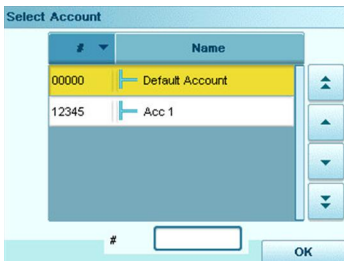 Select Account
# Name
00000 Default Account
12345 Acc 1
#
OK